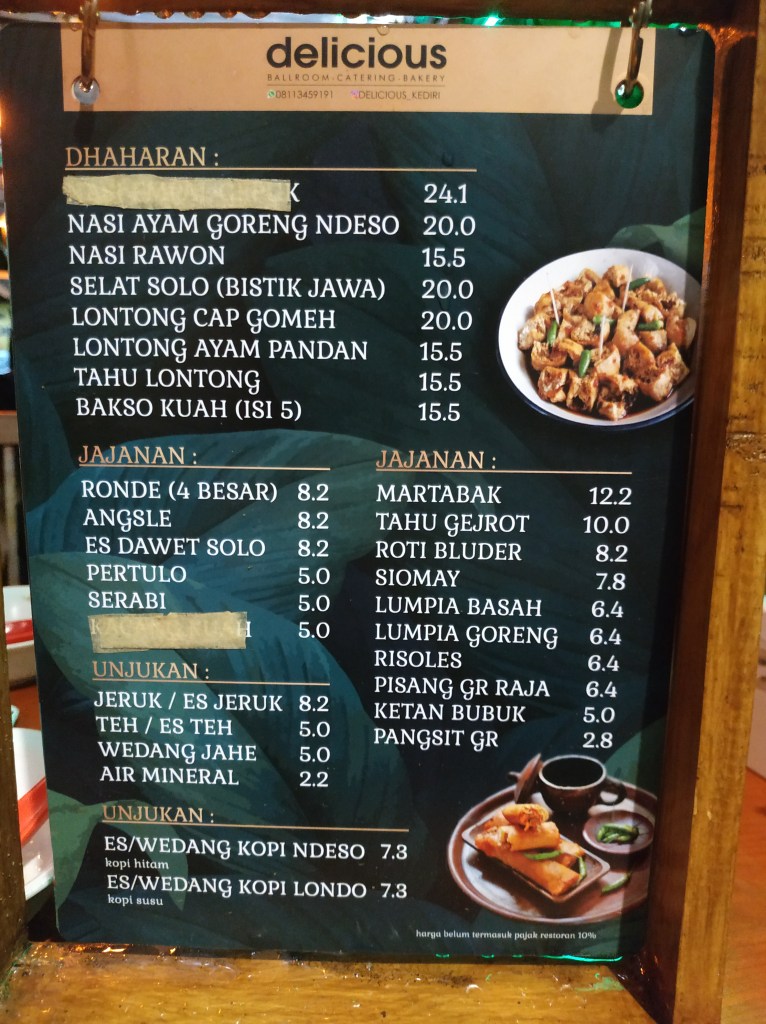 delicious
BALLROOM-CATERING-BAKERY
08113459191 DELICIOUS_KEDIRI
DHAHARAN :
24.1
NASI AYAM GORENG NDESO 20.0
NASI RAWON 15.5
SELAT SOLO (BISTIK JAWA) 20.0
LONTONG CAP GOMEH 20.0
LONTONG AYAM PANDAN 15.5
TAHU LONTONG 15.5
BAKSO KUAH (ISI 5) 15.5
JAJANAN :
RONDE (4 BESAR) 8.2
ANGSLE 8.2
ES DAWET SOLO 8.2
PERTULO 5.0
SERABI 5.0
5.0
UNJUKAN :
JERUK / ES JERUK 8.2
TEH / ES TEH 5.0
WEDANG JAHE 5.0
AIR MINERAL 2.2
JAJANAN :
MARTABAK 12.2
TAHU GEJROT 10.0
ROTI BLUDER 8.2
SIOMAY 7.8
LUMPIA BASAH 6.4
LUMPIA GORENG 6.4
RISOLES 6.4
PISANG GR RAJA 6.4
KETAN BUBUK 5.0
PANGSIT GR 2.8
UNJUKAN :
ES/WEDANG KOPI NDESO 7.3
kopi hitam
ES/WEDANG KOPI LONDO 7.3
kopi susu
harga belum termasuk pajak restoran 10%